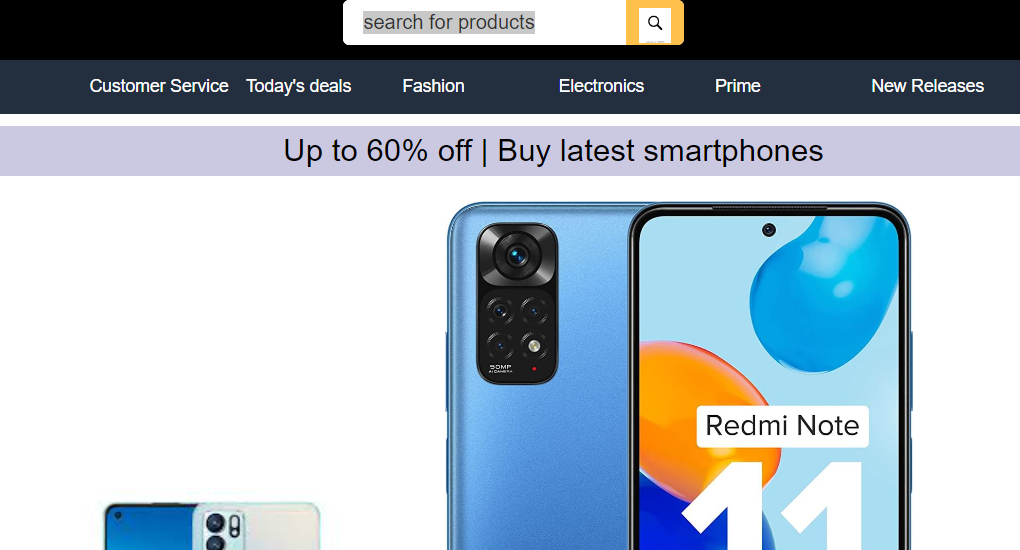 search for products
Customer Service Today's deals Fashion Electronics Prime New Releases
Up to 60% off | Buy latest smartphones
50MP
AI CAMERA
Redmi Note
11